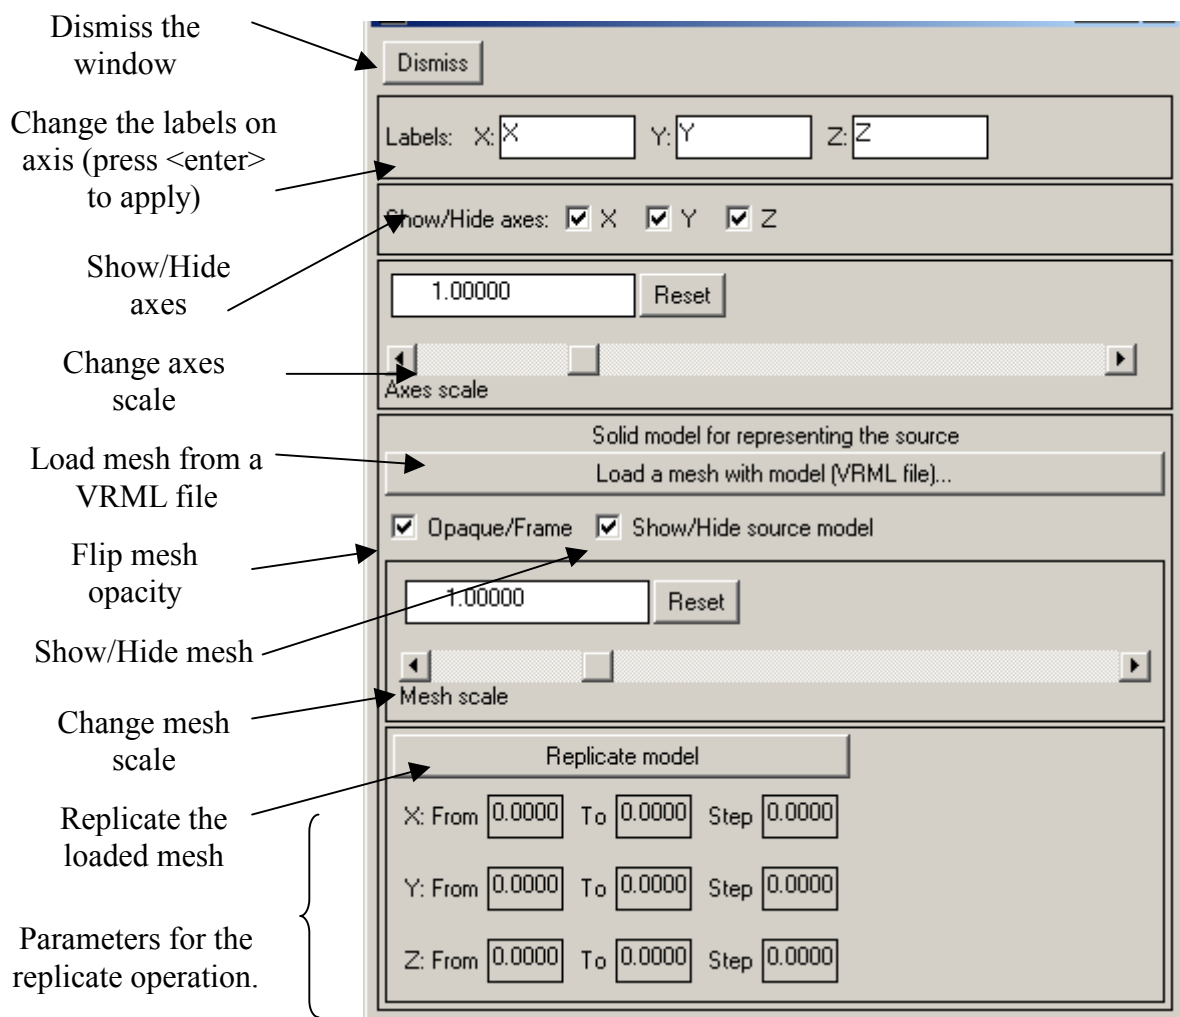 Dismiss the
window
Change the labels on
axis (press <enter>
to apply)
Show/Hide
axes
Change axes
scale
Load mesh from a
VRML file
Flip mesh
opacity
Show/Hide mesh
Change mesh
scale
Replicate the
loaded mesh
Parameters for the
replicate operation.
Dismiss
Labels: X: X Y: Y Z: Z
Show/Hide axes: X Y Z
1.00000 Reset
Axes scale
Solid model for representing the source
Load a mesh with model (VRML file)...
Opaque/Frame Show/Hide source model
1.00000 Reset
Mesh scale
Replicate model
X: From 0.0000 To 0.0000 Step 0.0000
Y: From 0.0000 To 0.0000 Step 0.0000
Z: From 0.0000 To 0.0000 Step 0.0000